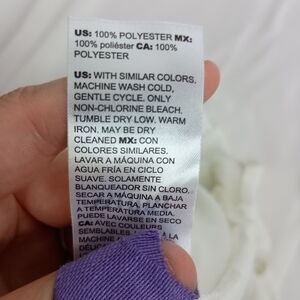 US: 100% POLYESTER MX:
100% poliéster CA: 100%
POLYESTER
US: WITH SIMILAR COLORS,
MACHINE WASH COLD,
GENTLE CYCLE. ONLY
NON-CHLORINE BLEACH.
TUMBLE DRY LOW. WARM
IRON. MAY BE DRY
CLEANED MX: CON
COLORES SIMILARES.
LAVAR A MÁQUINA CON
AGUA FRÍA EN CICLO
SUAVE. SOLAMENTE
BLANQUEADOR SIN CLORO.
SECAR A MÁQUINA A BAJA
TEMPERATURA, PLANCHAR
A TEMPERATURA MEDIA.
PUEDE LAVARSE EN SECO
CA: AVEC COULEURS
SEMBLABLES, À LA
MACHINE